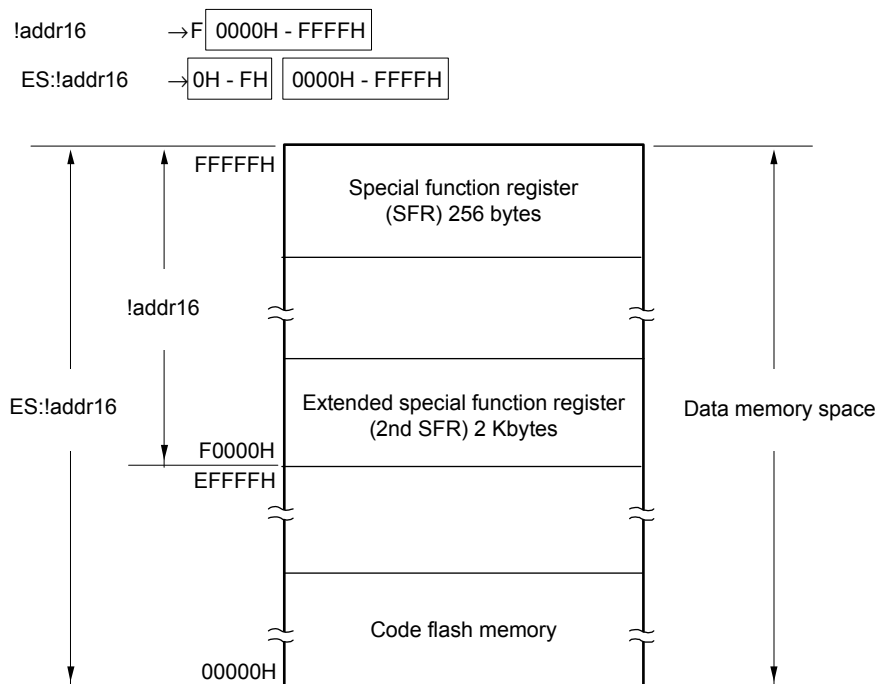 !addr16 →F 0000H - FFFFH
ES:!addr16 →0H - FH 0000H - FFFFH
FFFFFH
Special function register
(SFR) 256 bytes
!addr16
ES:!addr16
Extended special function register
(2nd SFR) 2 Kbytes
Data memory space
F0000H
EFFFFH
Code flash memory
00000H